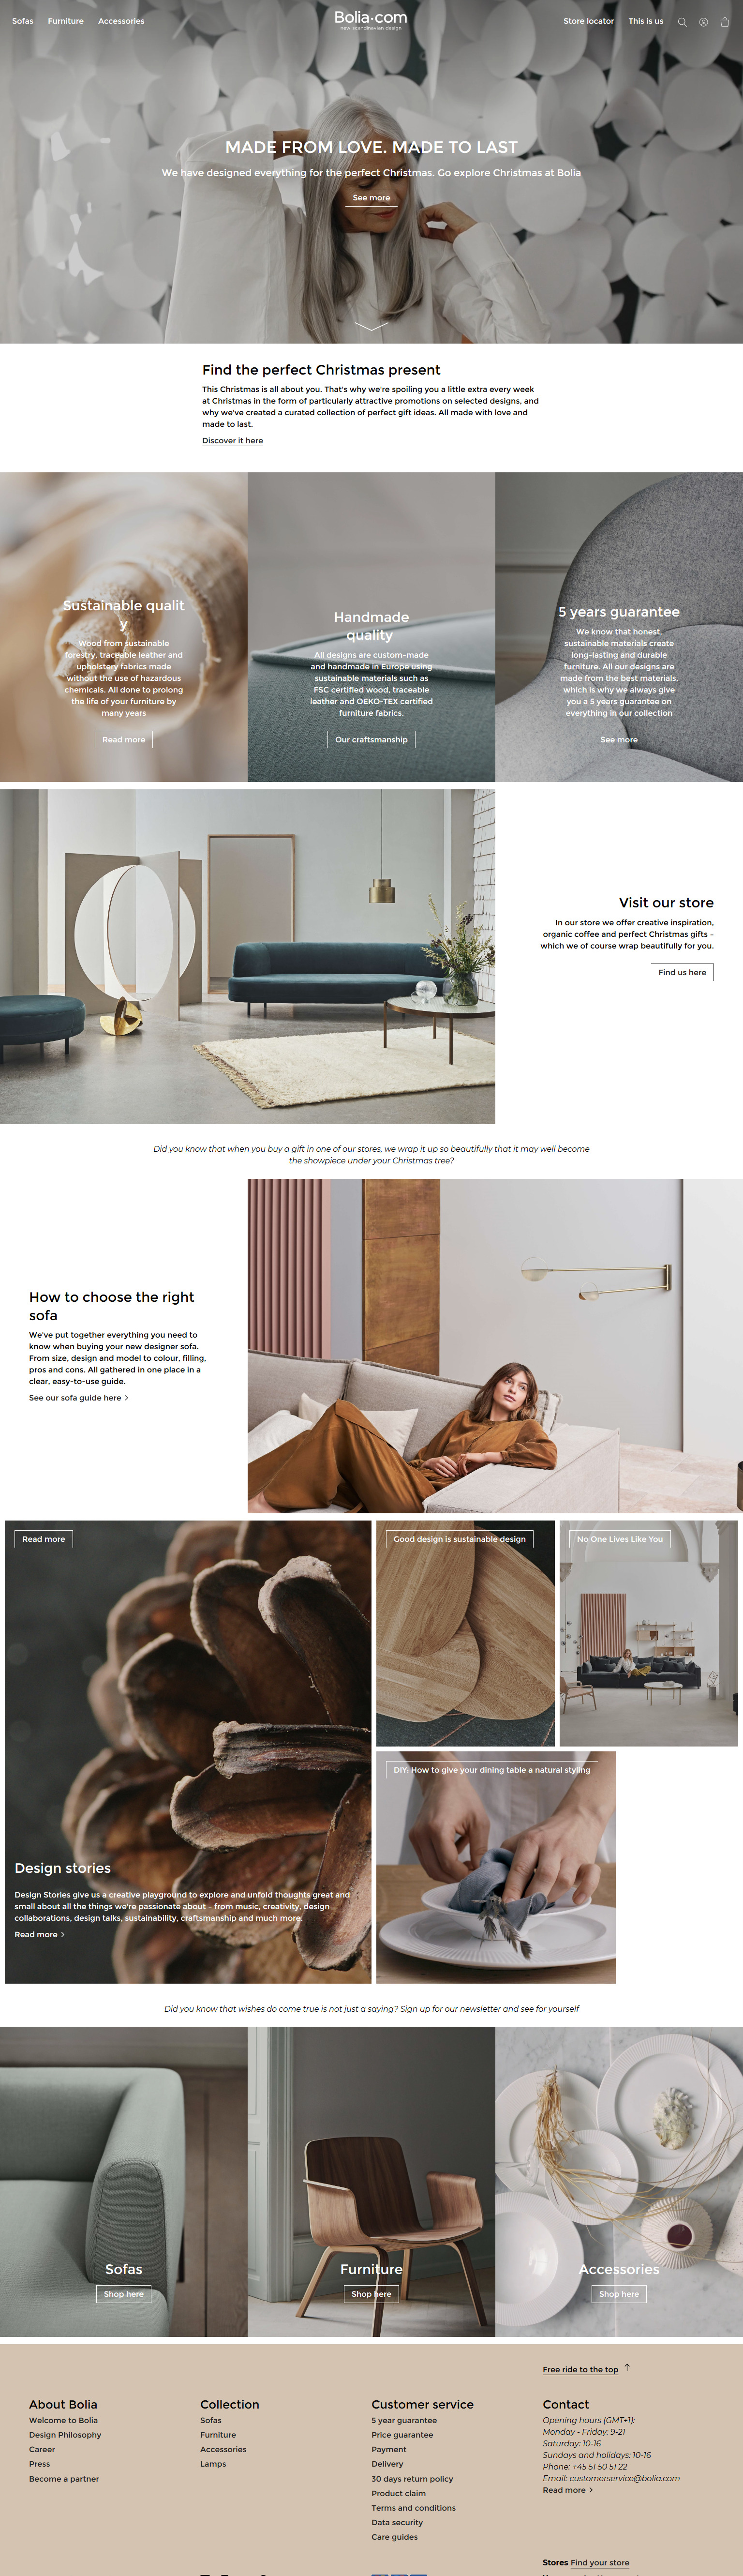 Sofas Furniture Accessories
Bolia.com
new scandinavian design
Store locator This is us
MADE FROM LOVE. MADE TO LAST
We have designed everything for the perfect Christmas. Go explore Christmas at Bolia
See more
Find the perfect Christmas present
This Christmas is all about you. That's why we're spoiling you a little extra every week
at Christmas in the form of particularly attractive promotions on selected designs, and
why we've created a curated collection of perfect gift ideas. All made with love and
made to last.
Discover it here
Sustainable qualit
y
Wood from sustainable
forestry, traceable leather and
upholstery fabrics made
without the use of hazardous
chemicals. All done to prolong
the life of your furniture by
many years
Read more
Handmade
quality
All designs are custom-made
and handmade in Europe using
sustainable materials such as
FSC certified wood, traceable
leather and OEKO-TEX certified
furniture fabrics.
Our craftsmanship
5 years guarantee
We know that honest,
sustainable materials create
long-lasting and durable
furniture. All our designs are
made from the best materials,
which is why we always give
you a 5 years guarantee on
everything in our collection
See more
Visit our store
In our store we offer creative inspiration,
organic coffee and perfect Christmas gifts –
which we of course wrap beautifully for you.
Find us here
Did you know that when you buy a gift in one of our stores, we wrap it up so beautifully that it may well become
the showpiece under your Christmas tree?
How to choose the right
sofa
We've put together everything you need to
know when buying your new designer sofa.
From size, design and model to colour, filling,
pros and cons. All gathered in one place in a
clear, easy-to-use guide.
See our sofa guide here
Read more
Good design is sustainable design
No One Lives Like You
DIY: How to give your dining table a natural styling
Design stories
Design Stories give us a creative playground to explore and unfold thoughts great and
small about all the things we're passionate about – from music, creativity, design
collaborations, design talks, sustainability, craftsmanship and much more.
Read more
Did you know that wishes do come true is not just a saying? Sign up for our newsletter and see for yourself
Sofas
Shop here
Furniture
Shop here
Accessories
Shop here
Free ride to the top
About Bolia
Welcome to Bolia
Design Philosophy
Career
Press
Become a partner
Collection
Sofas
Furniture
Accessories
Lamps
Customer service
5 year guarantee
Price guarantee
Payment
Delivery
30 days return policy
Product claim
Terms and conditions
Data security
Care guides
Contact
Opening hours (GMT+1):
Monday - Friday: 9-21
Saturday: 10-16
Sundays and holidays: 10-16
Phone: +45 51 50 51 22
Email: customerservice@bolia.com
Read more
Stores Find your store